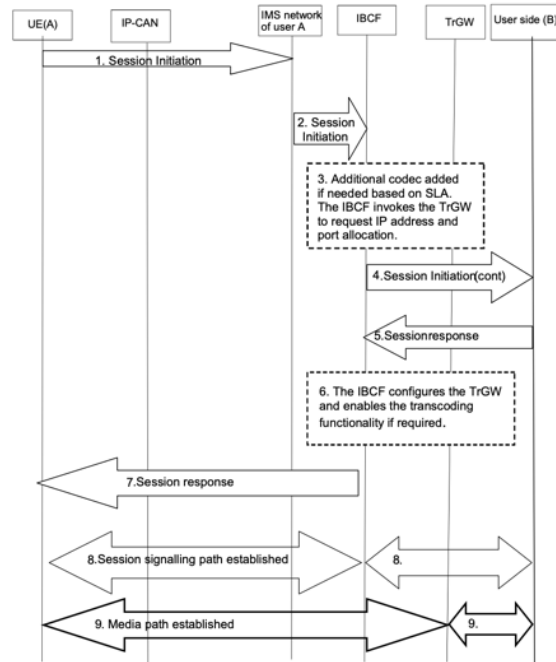 UE(A)
IP-CAN
IMS network
of user A
IBCF
TrGW
User side (B)
1. Session Initiation
2. Session
Initiation
3. Additional codec added
if needed based on SLA.
The IBCF invokes the TrGW
to request IP address and
port allocation.
4.Session Initiation(cont)
5.Sessionresponse
6. The IBCF configures the TrGW
and enables the transcoding
functionality if required.
7.Session response
8.Session signalling path established
8.
9. Media path established
9.